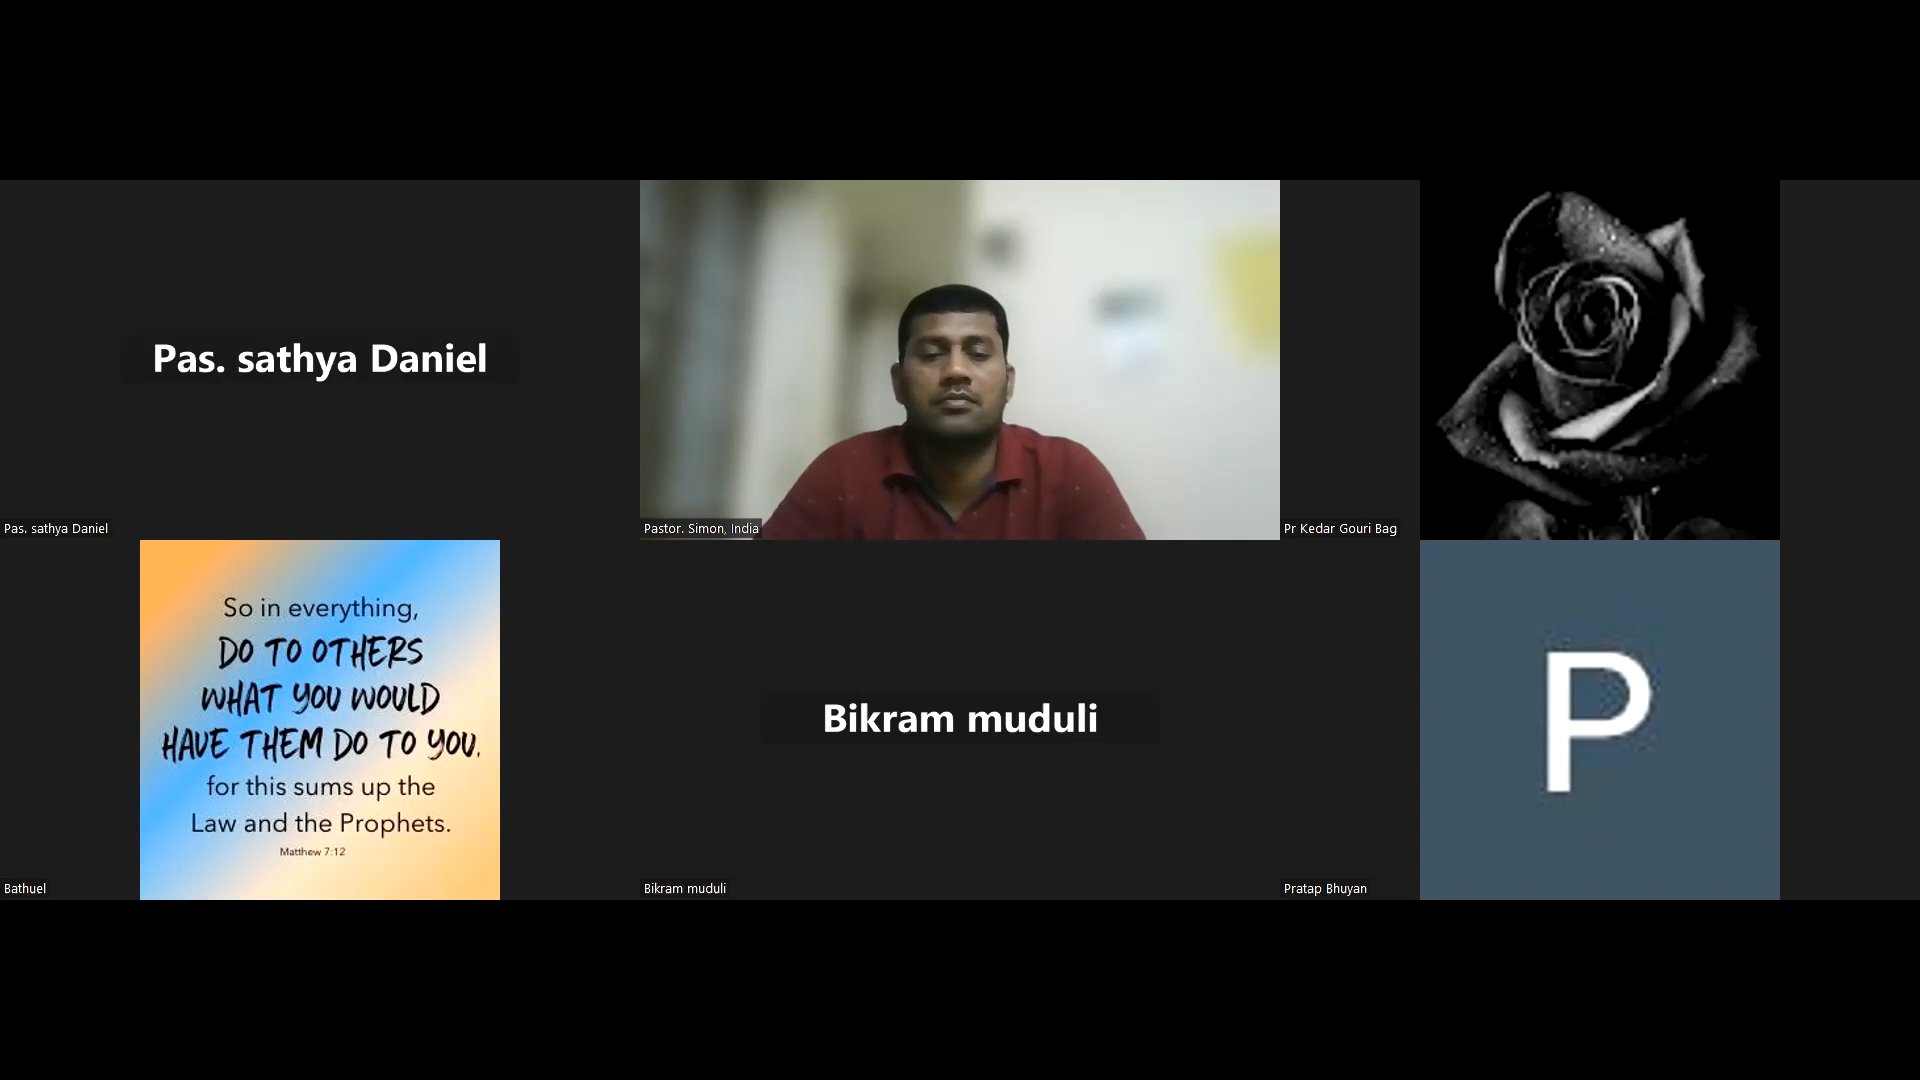 Pas. sathya Daniel
Pas. sathya Daniel
Pastor. Simon, India
Pr Kedar Gouri Bag
So in everything,
DO TO OTHERS
WHAT YOU WOULD
HAVE THEM DO TO YOU,
for this sums up the
Law and the Prophets.
Matthew 7:12
Bathuel
Bikram muduli
Bikram muduli
P
Pratap Bhuyan